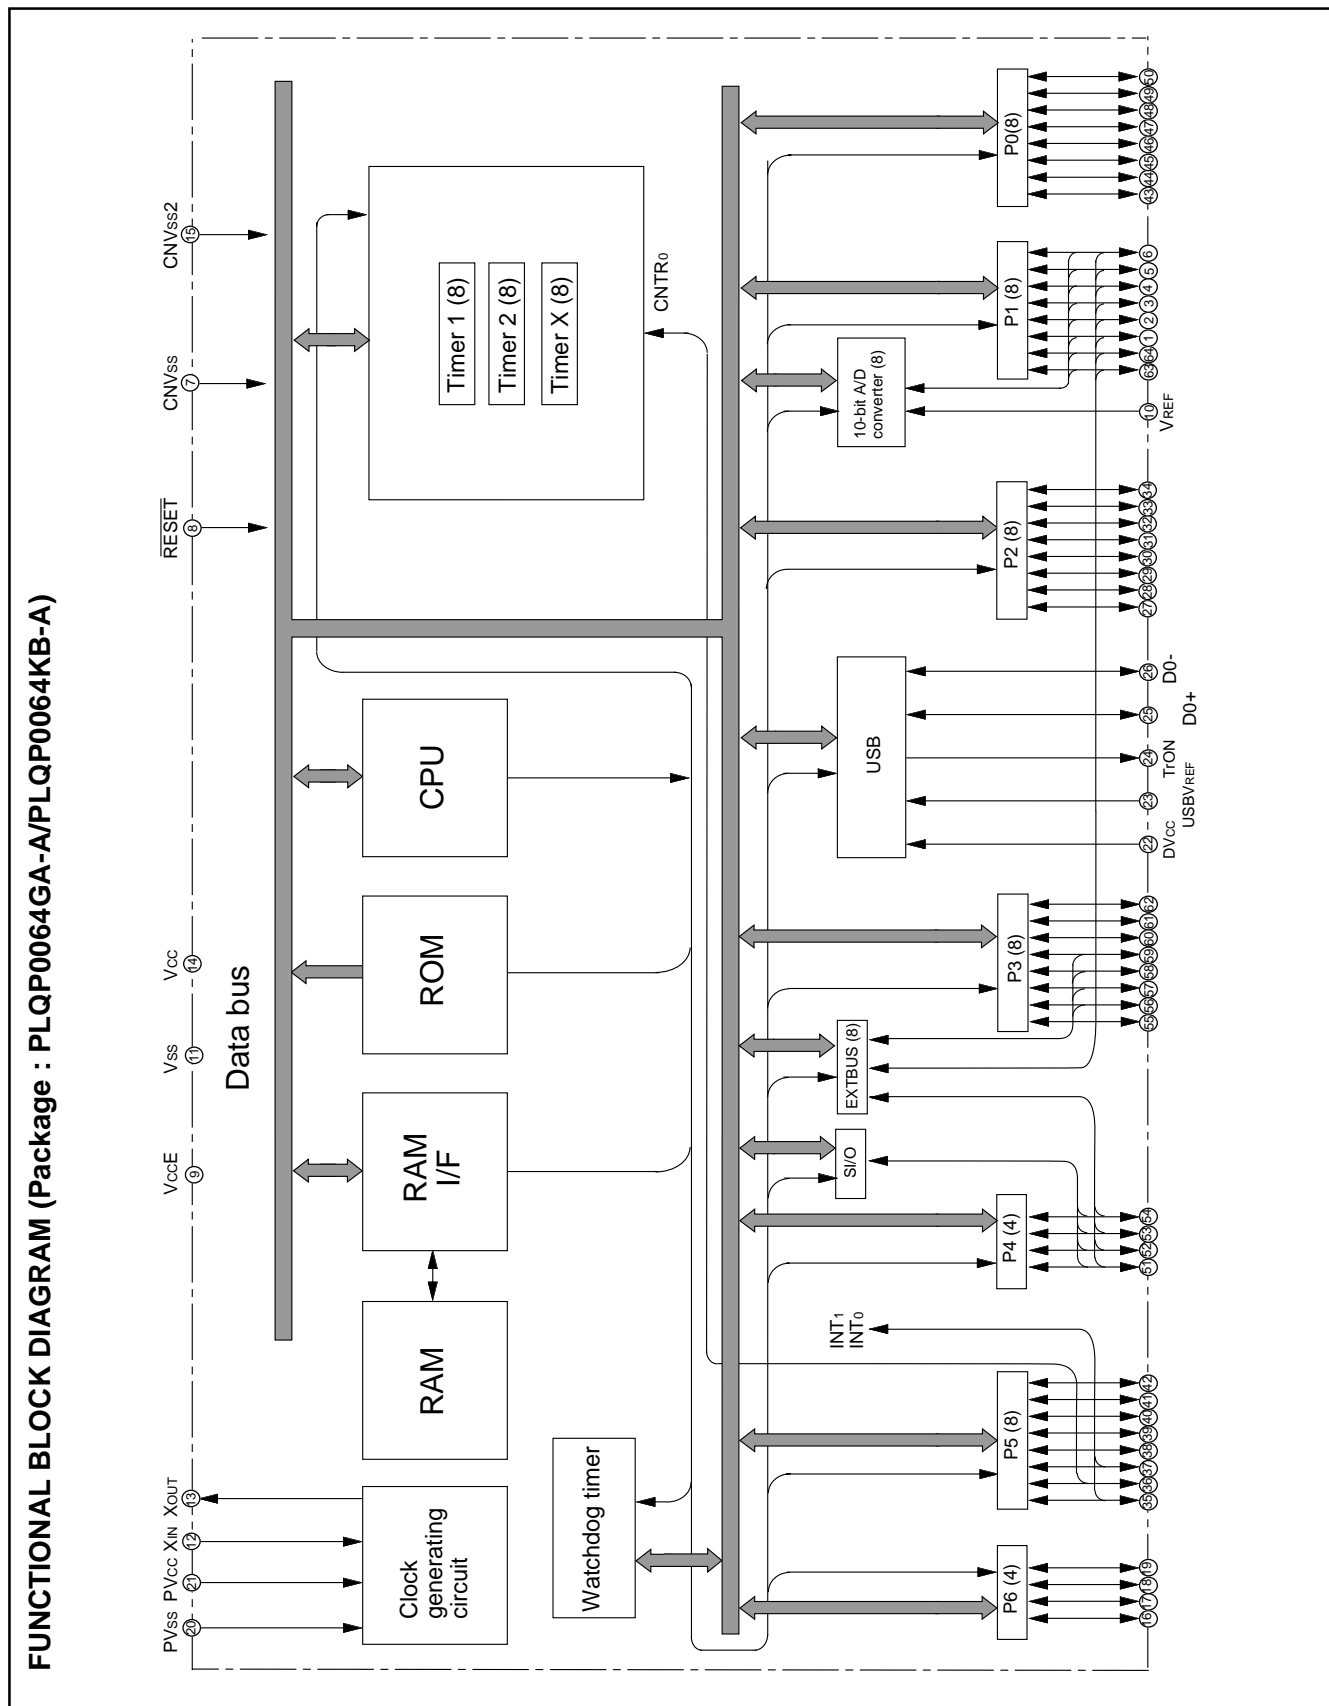 FUNCTIONAL BLOCK DIAGRAM (Package : PLQP0064GA-A/PLQP0064KB-A)
PVss
PVcc
XIN
XOUT
VccE
Vss
Vcc
RESET
CNVss
CNVss2
20
21
12
13
9
11
14
8
7
15
Data bus
Clock
generating
circuit
RAM
RAM
I/F
ROM
CPU
Timer 1 (8)
Timer 2 (8)
Timer X (8)
CNTR0
Watchdog timer
INT1
INT0
SI/O
EXTBUS (8)
USB
10-bit A/D
converter (8)
P6 (4)
P5 (8)
P4 (4)
P3 (8)
P2 (8)
P1 (8)
P0(8)
16 17 18 19
35 36 37 38 39 40 41 42
51 52 53 54
55 56 57 58 59 60 61 62
22 23 24 25 26
27 28 29 30 31 32 33 34
10
63 64 1 2 3 4 5 6
43 44 45 46 47 48 49 50
DVcc
USBVREF
TrON
D0+
D0-
VREF